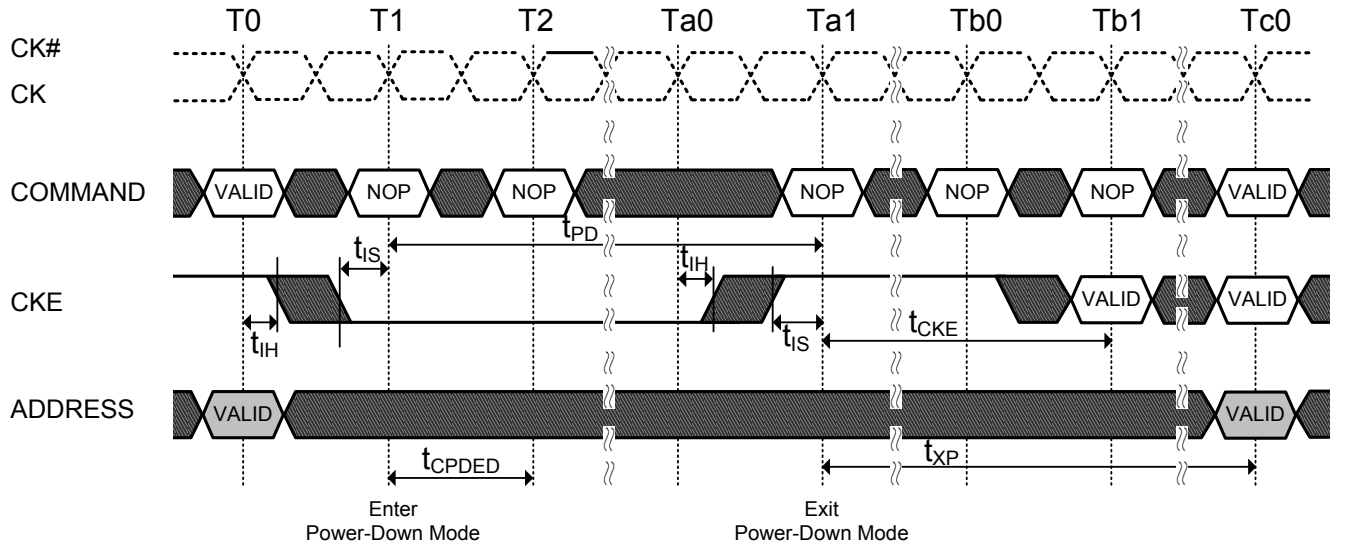 T0 T1 T2 Ta0 Ta1 Tb0 Tb1 Tc0
CK#
CK
COMMAND VALID NOP NOP NOP NOP NOP VALID
tPD
tIS tIH
CKE VALID VALID
tIH tIS tCKE
ADDRESS VALID VALID
tCPDED tXP
Enter
Power-Down Mode
Exit
Power-Down Mode